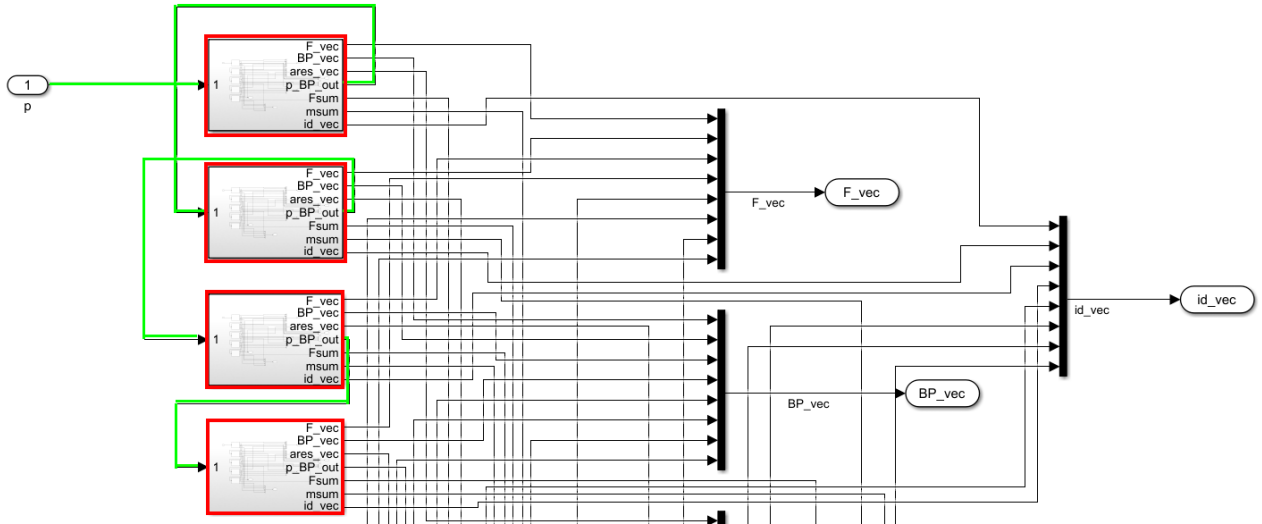 1
p
1
F_vec
BP_vec
ares_vec
p_BP_out
Fsum
msum
id_vec
1
F_vec
BP_vec
ares_vec
p_BP_out
Fsum
msum
id_vec
1
F_vec
BP_vec
ares_vec
p_BP_out
Fsum
msum
id_vec
1
F_vec
BP_vec
ares_vec
p_BP_out
Fsum
msum
id_vec
F_vec
F_vec
BP_vec
BP_vec
id_vec
id_vec